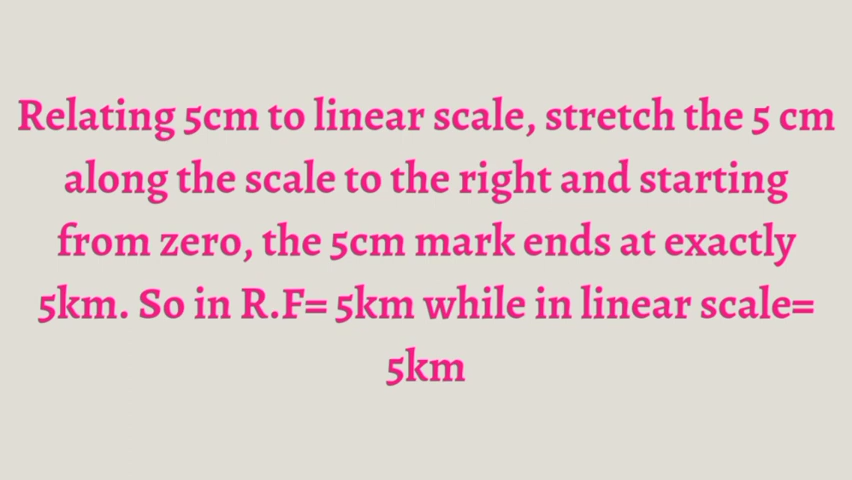 Relating 5cm to linear scale, stretch the 5 cm
along the scale to the right and starting
from zero, the 5cm mark ends at exactly
5km. So in R.F= 5km while in linear scale=
5km